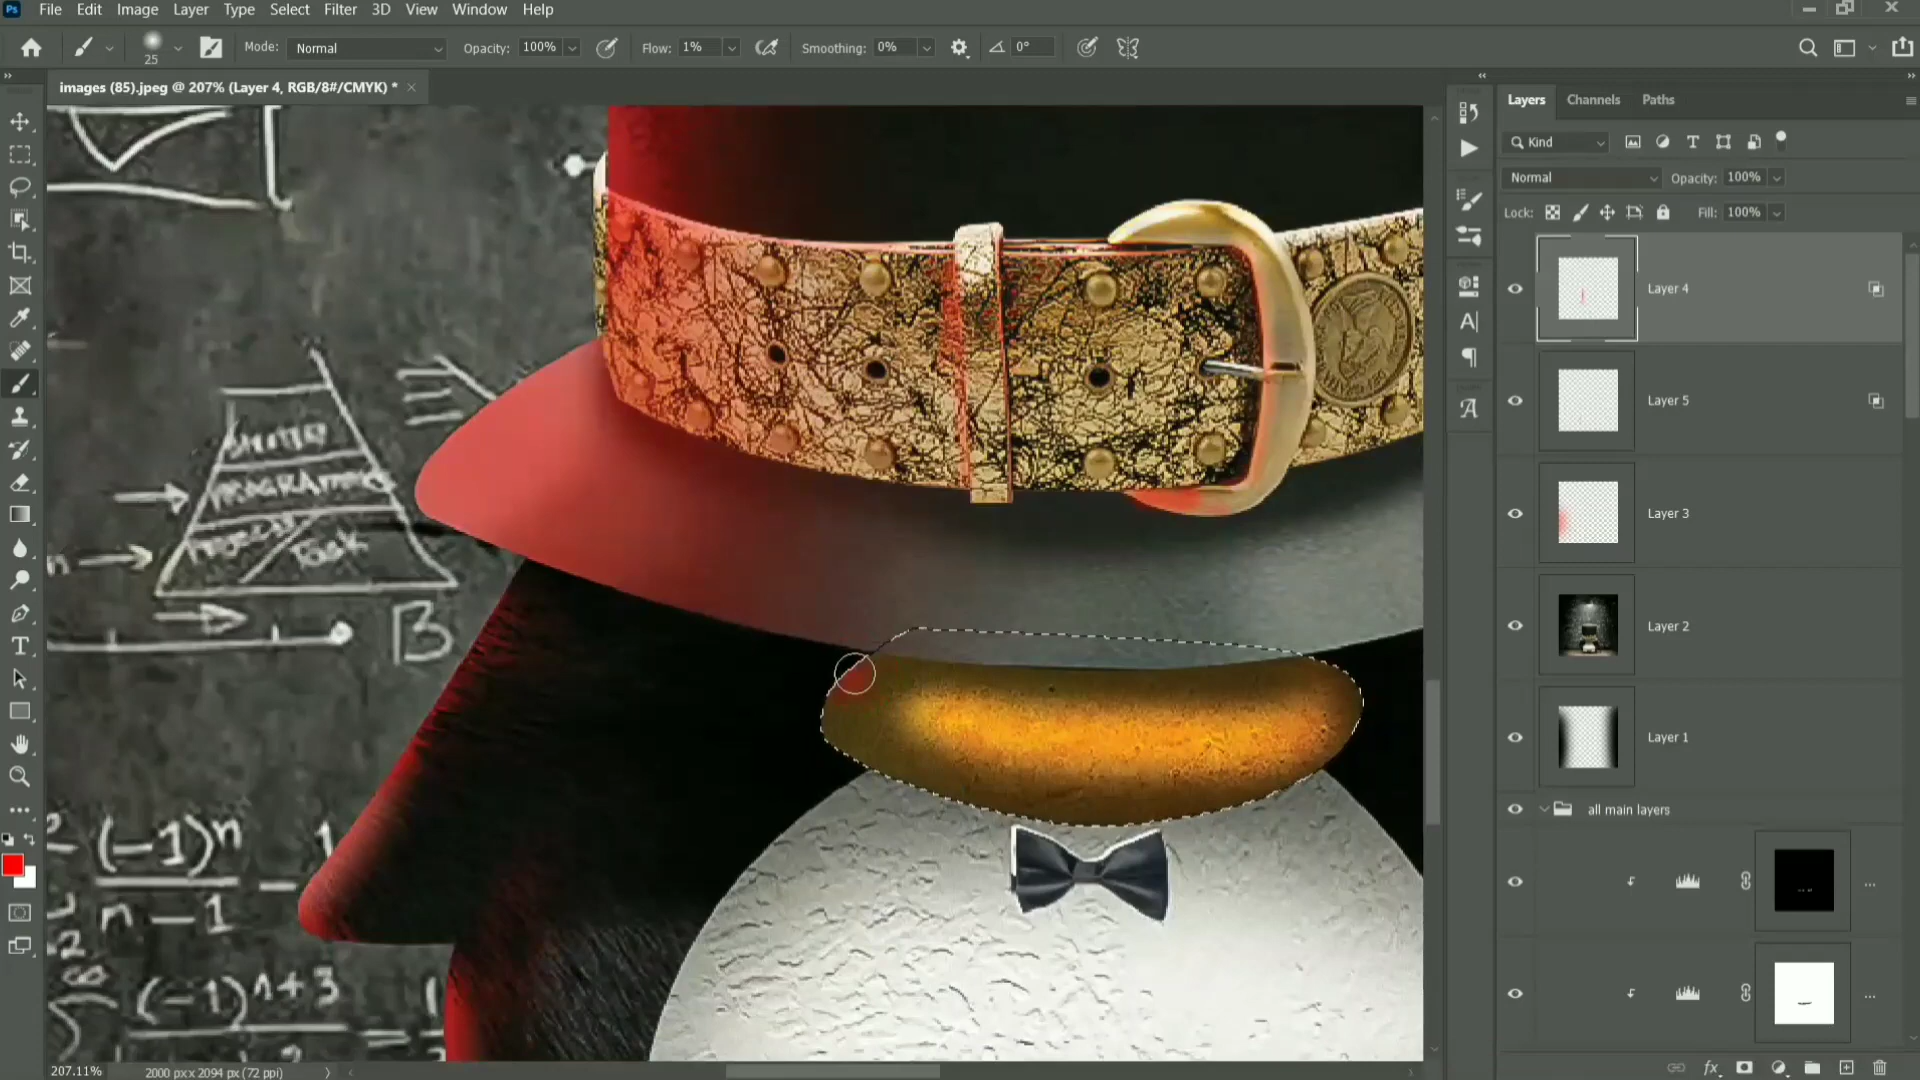 Ps File Edit Image Layer Type Select Filter 3D View Window Help
25 Mode: Normal Opacity: 100% Flow: 1% Smoothing: 0% 0°
images (85).jpeg @ 207% (Layer 4, RGB/8#/CMYK) * ×
Layers Channels Paths
Kind
Normal Opacity: 100%
Lock: Fill: 100%
Layer 4
Layer 5
Layer 3
Layer 2
Layer 1
all main layers
B
(-1)^n
n-1
(-1)^n+3
207.11% 2000 px x 2094 px (72 ppi)